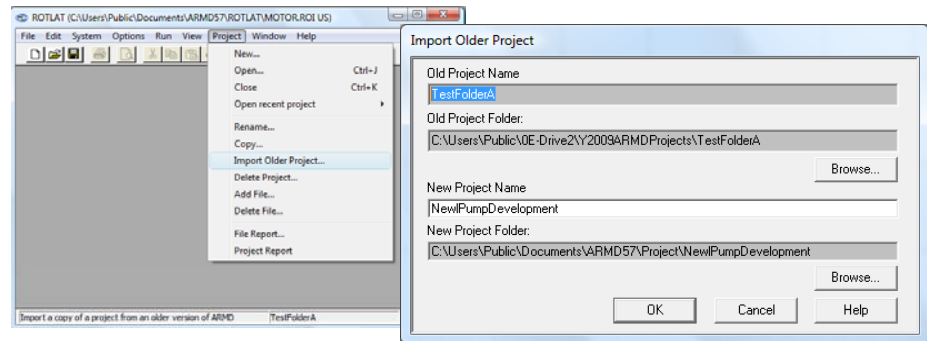 ROTLAT (C:\Users\Public\Documents\ARMD57\ROTLAT\MOTOR.ROI US)
File Edit System Options Run View Project Window Help
New...
Open... Ctrl+J
Close Ctrl+K
Open recent project
Rename...
Copy...
Import Older Project...
Delete Project...
Add File...
Delete File...
File Report...
Project Report
Import a copy of a project from an older version of ARMD TestFolderA
Import Older Project
Old Project Name
TestFolderA
Old Project Folder:
C:\Users\Public\0E-Drive2\Y2009ARMDProjects\TestFolderA
Browse...
New Project Name
NewlPumpDevelopment
New Project Folder:
C:\Users\Public\Documents\ARMD57\Project\NewlPumpDevelopment
Browse...
OK Cancel Help